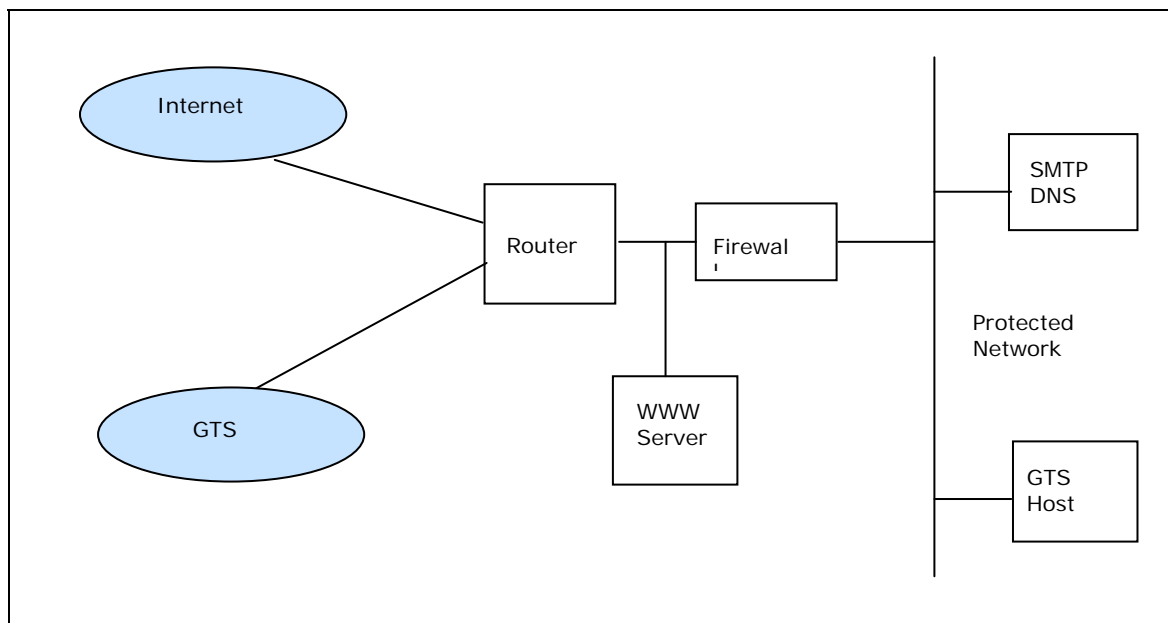 Internet
SMTP
DNS
Router
Firewal
l
Protected
Network
WWW
Server
GTS
GTS
Host